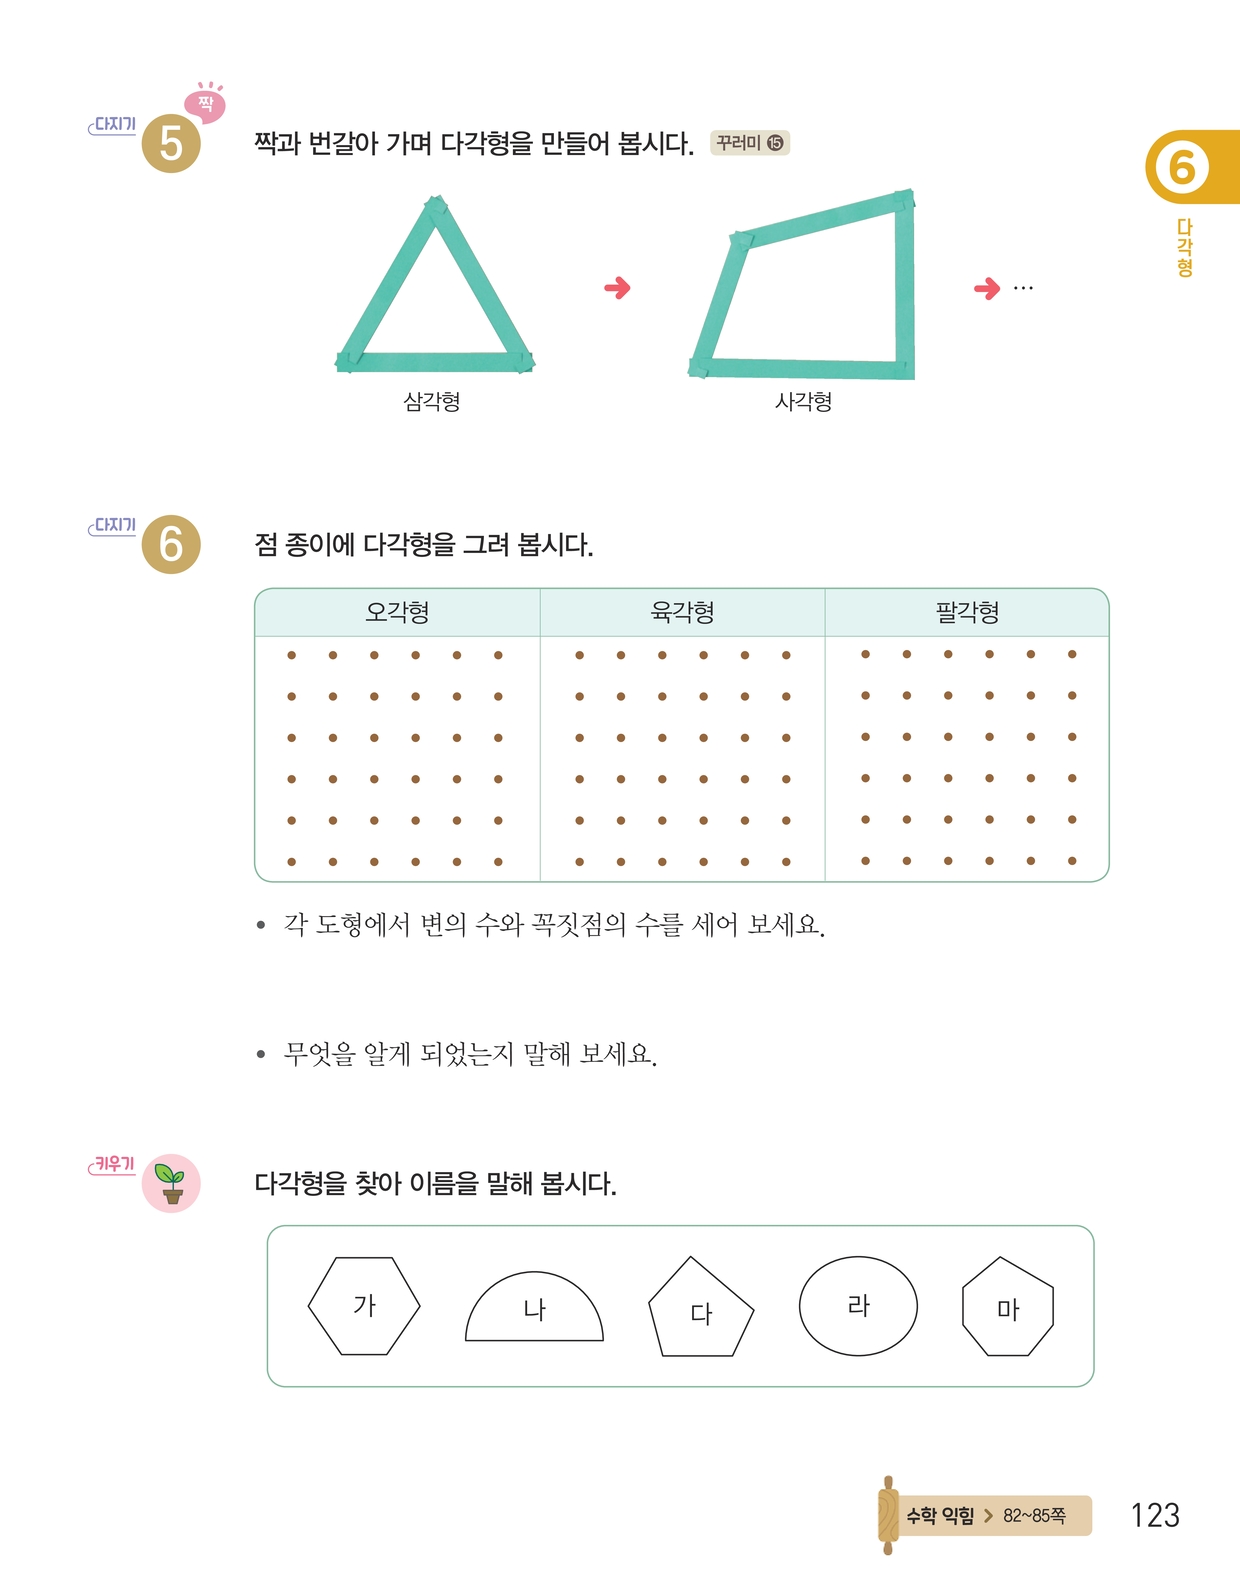 다지기
5
짝
짝과 번갈아 가며 다각형을 만들어 봅시다. 꾸러미 15
6
다각형
…
삼각형
사각형
다지기
6
점 종이에 다각형을 그려 봅시다.
오각형 육각형 팔각형
• 각 도형에서 변의 수와 꼭짓점의 수를 세어 보세요.
• 무엇을 알게 되었는지 말해 보세요.
키우기
다각형을 찾아 이름을 말해 봅시다.
가 나 다 라 마
수학 익힘 > 82~85쪽
123